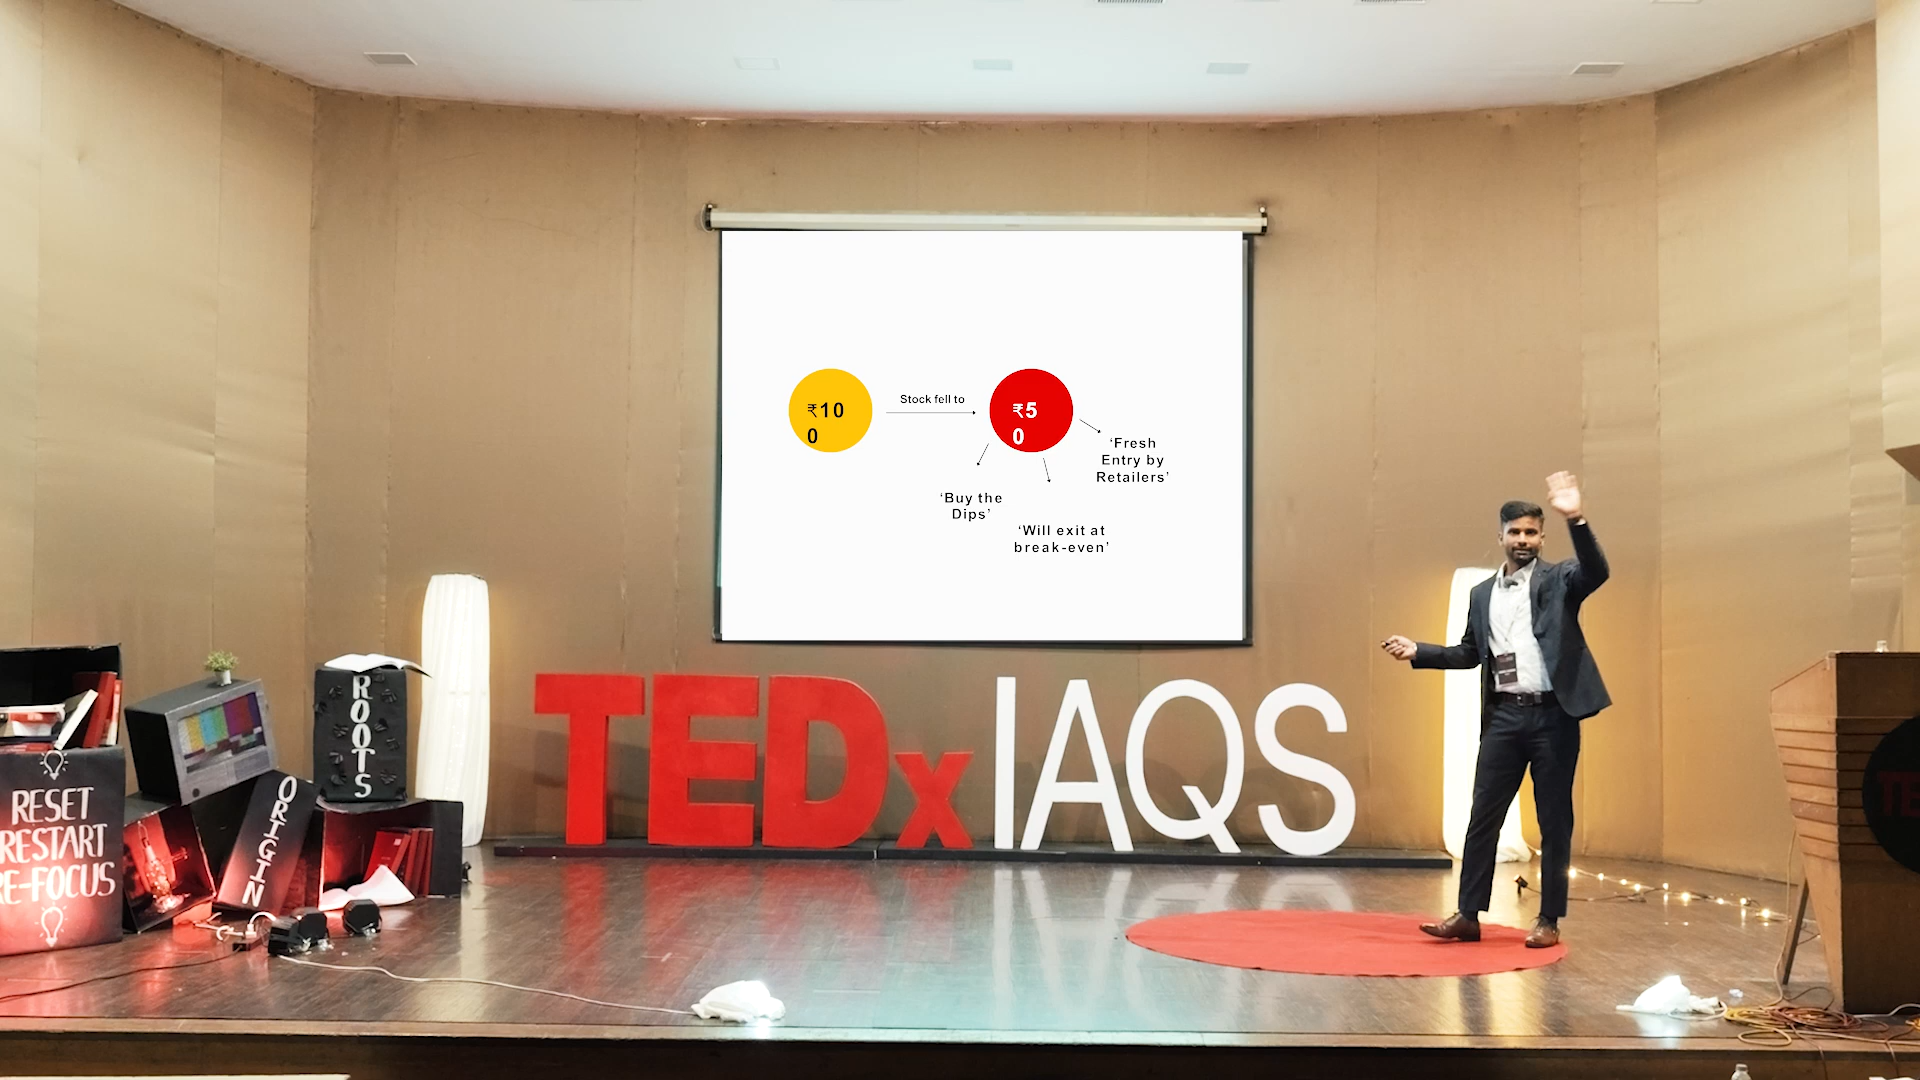 ₹10
0
Stock fell to
₹5
0
‘Fresh
Entry by
Retailers’
‘Buy the
Dips’
‘Will exit at
break-even’
TEDx IAQS
ROOTS
ORIGIN
RESET
RESTART
RE-FOCUS
TE